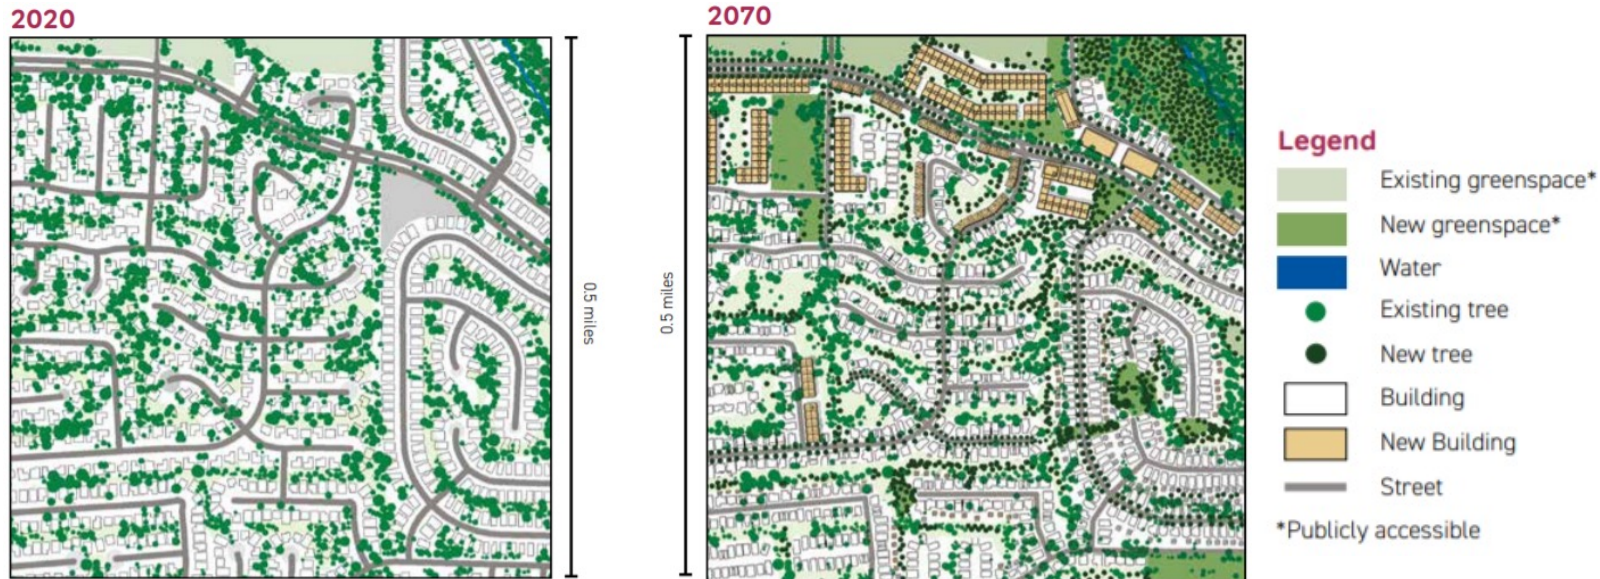 2020
0.5 miles
2070
0.5 miles
Legend
Existing greenspace*
New greenspace*
Water
Existing tree
New tree
Building
New Building
Street
*Publicly accessible